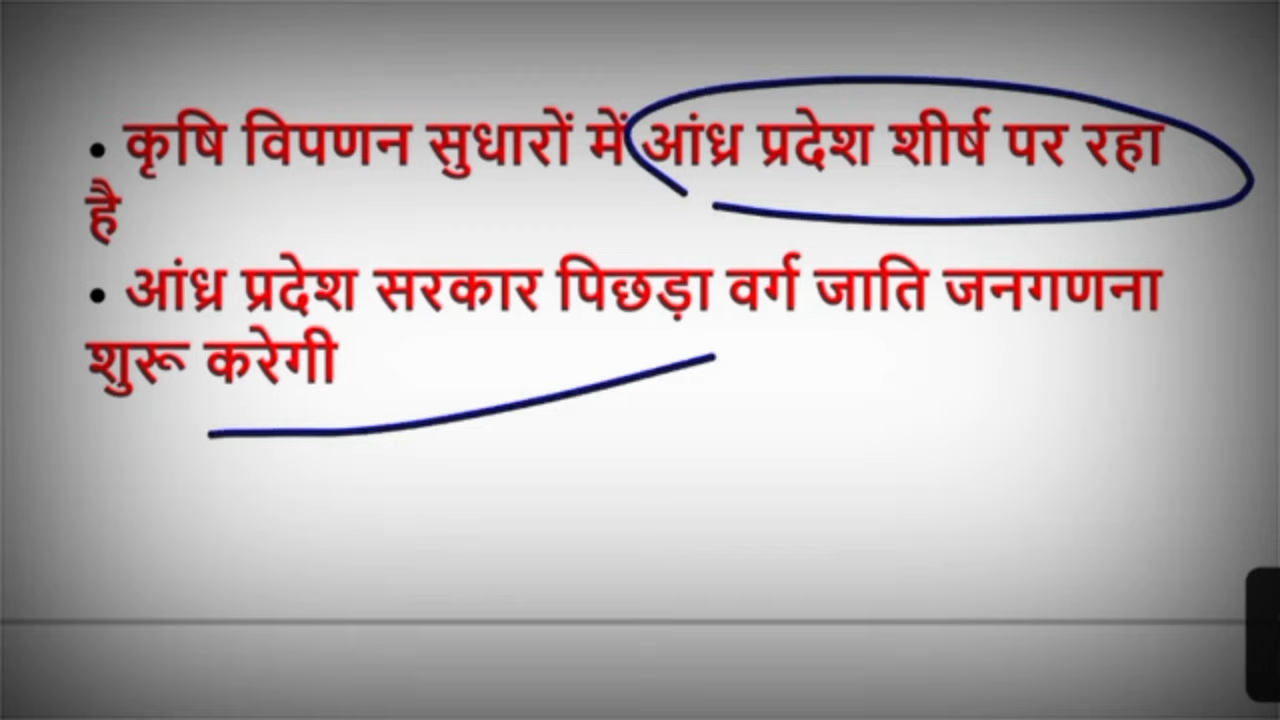 • कृषि विपणन सुधारों में आंध्र प्रदेश शीर्ष पर रहा
है
• आंध्र प्रदेश सरकार पिछड़ा वर्ग जाति जनगणना
शुरू करेगी